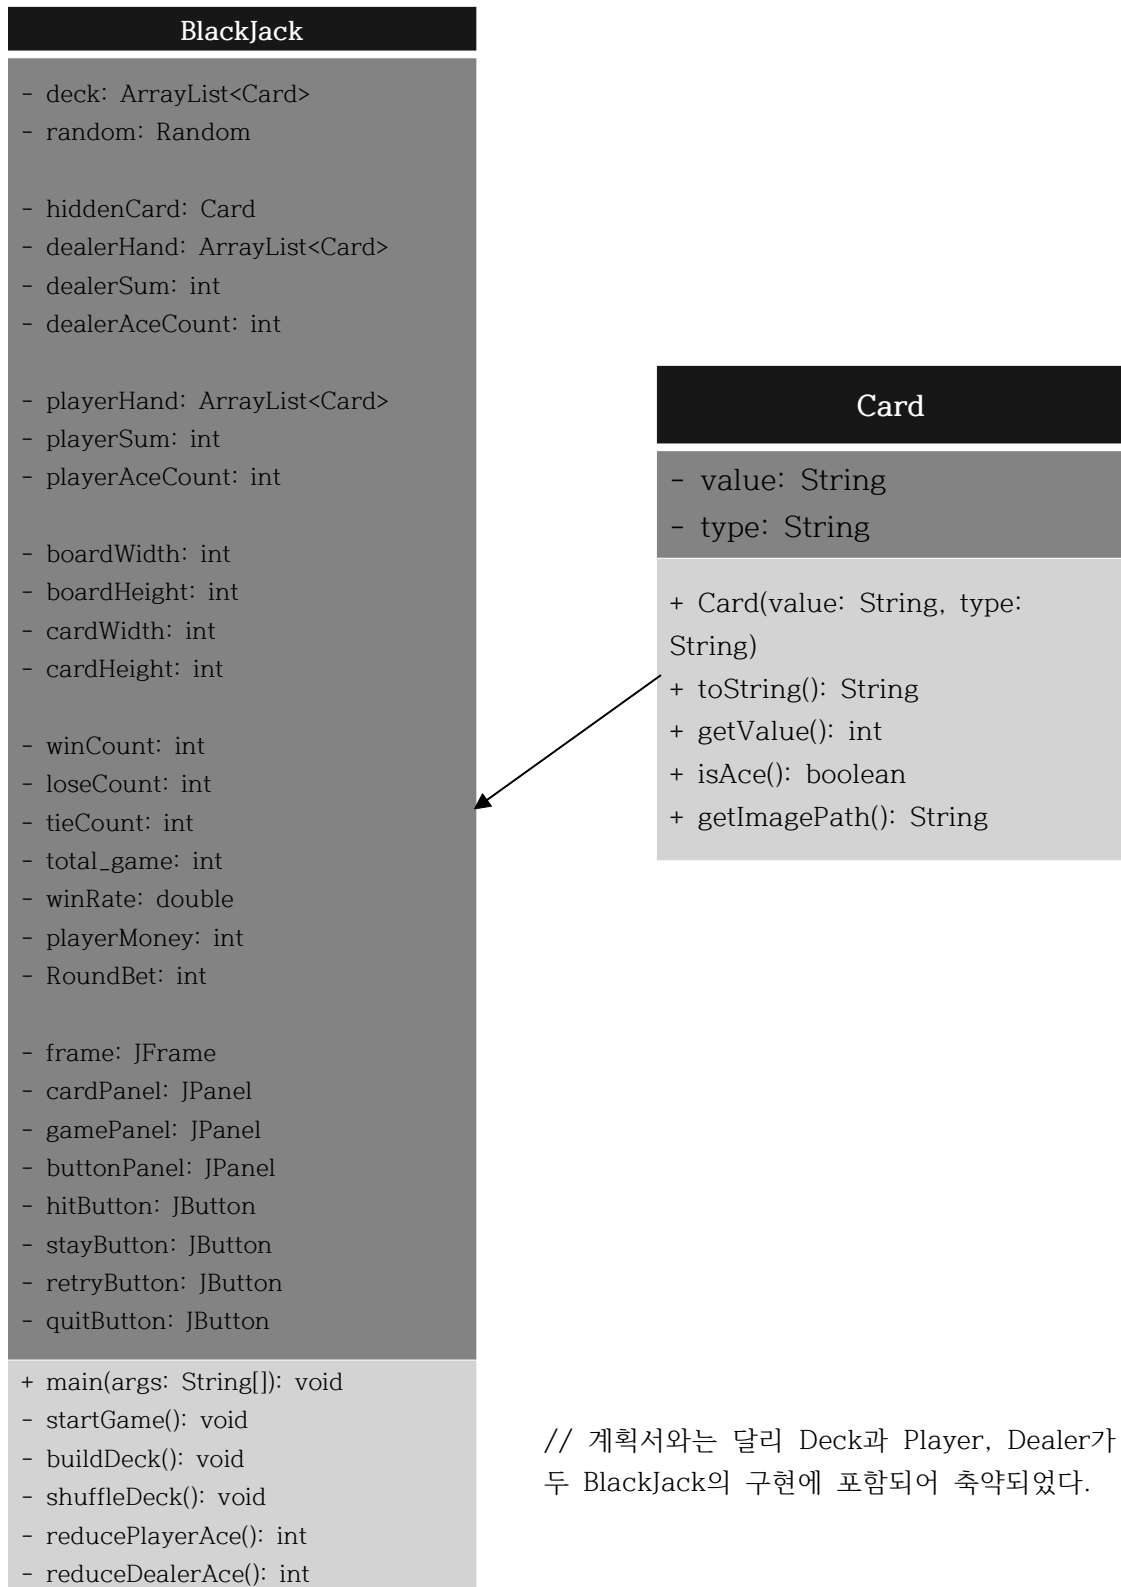 BlackJack
- deck: ArrayList<Card>
- random: Random
- hiddenCard: Card
- dealerHand: ArrayList<Card>
- dealerSum: int
- dealerAceCount: int
- playerHand: ArrayList<Card>
- playerSum: int
- playerAceCount: int
- boardWidth: int
- boardHeight: int
- cardWidth: int
- cardHeight: int
- winCount: int
- loseCount: int
- tieCount: int
- total_game: int
- winRate: double
- playerMoney: int
- RoundBet: int
- frame: JFrame
- cardPanel: JPanel
- gamePanel: JPanel
- buttonPanel: JPanel
- hitButton: JButton
- stayButton: JButton
- retryButton: JButton
- quitButton: JButton
+ main(args: String[]): void
- startGame(): void
- buildDeck(): void
- shuffleDeck(): void
- reducePlayerAce(): int
- reduceDealerAce(): int
Card
- value: String
- type: String
+ Card(value: String, type:
String)
+ toString(): String
+ getValue(): int
+ isAce(): boolean
+ getImagePath(): String
// 계획서와는 달리 Deck과 Player, Dealer가
두 BlackJack의 구현에 포함되어 축약되었다.